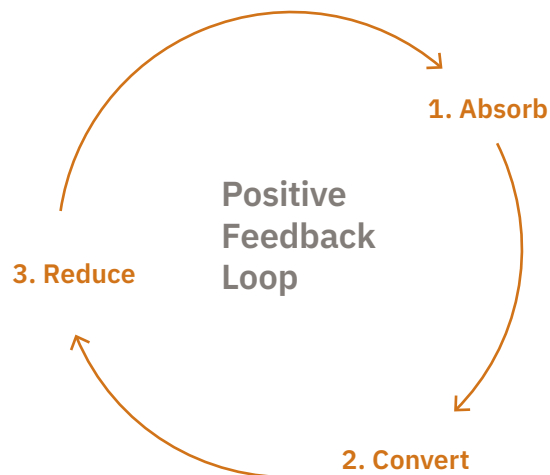 1. Absorb
Positive
Feedback
Loop
3. Reduce
2. Convert